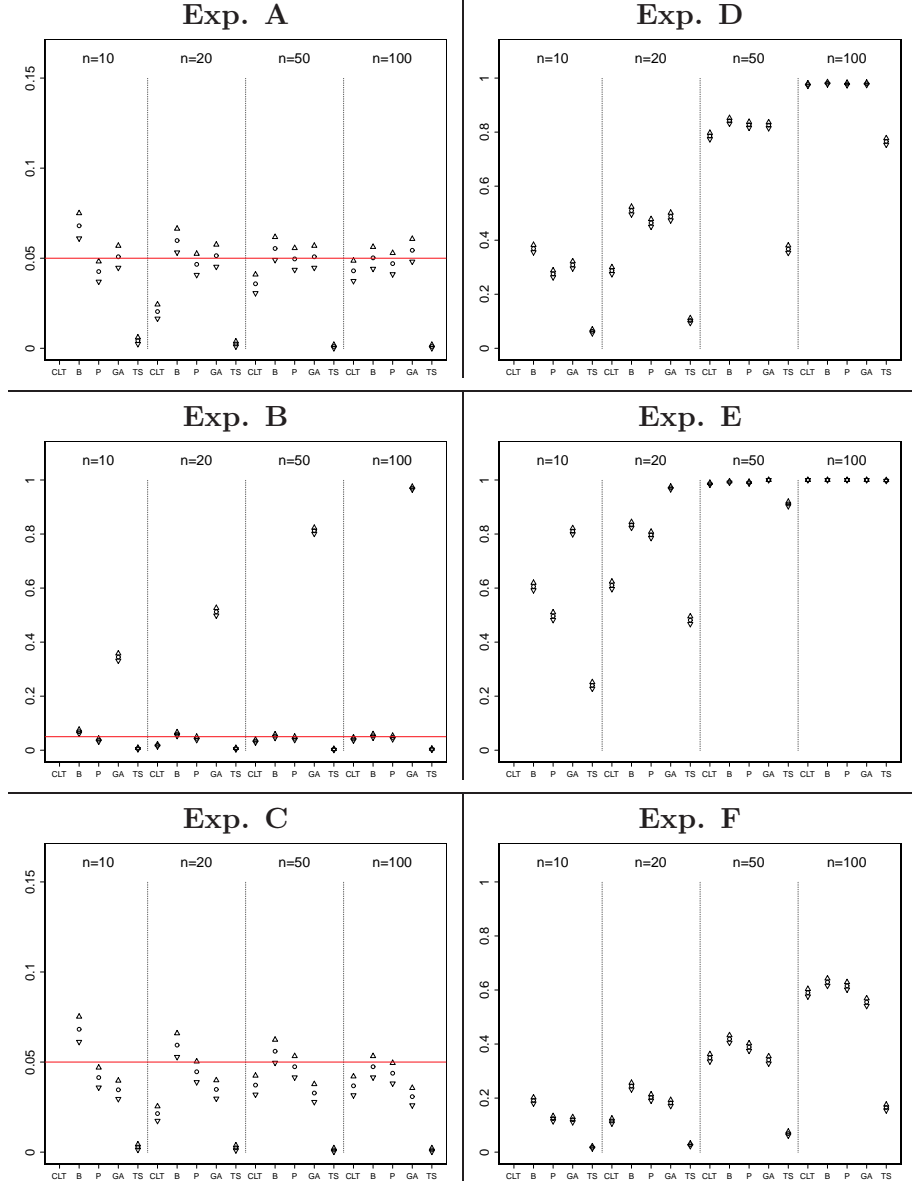 Exp. A
n=10 n=20 n=50 n=100
0.15
0.1
0.05
0
CLT B P GA TS CLT B P GA TS CLT B P GA TS CLT B P GA TS
Exp. D
n=10 n=20 n=50 n=100
1
0.8
0.6
0.4
0.2
0
CLT B P GA TS CLT B P GA TS CLT B P GA TS CLT B P GA TS
Exp. B
n=10 n=20 n=50 n=100
1
0.8
0.6
0.4
0.2
0
CLT B P GA TS CLT B P GA TS CLT B P GA TS CLT B P GA TS
Exp. E
n=10 n=20 n=50 n=100
1
0.8
0.6
0.4
0.2
0
CLT B P GA TS CLT B P GA TS CLT B P GA TS CLT B P GA TS
Exp. C
n=10 n=20 n=50 n=100
0.15
0.1
0.05
0
CLT B P GA TS CLT B P GA TS CLT B P GA TS CLT B P GA TS
Exp. F
n=10 n=20 n=50 n=100
1
0.8
0.6
0.4
0.2
0
CLT B P GA TS CLT B P GA TS CLT B P GA TS CLT B P GA TS